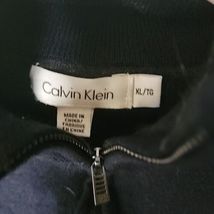 Calvin Klein
XL/TG
MADE IN
CHINA/
FABRIQUÉ
EN CHINE